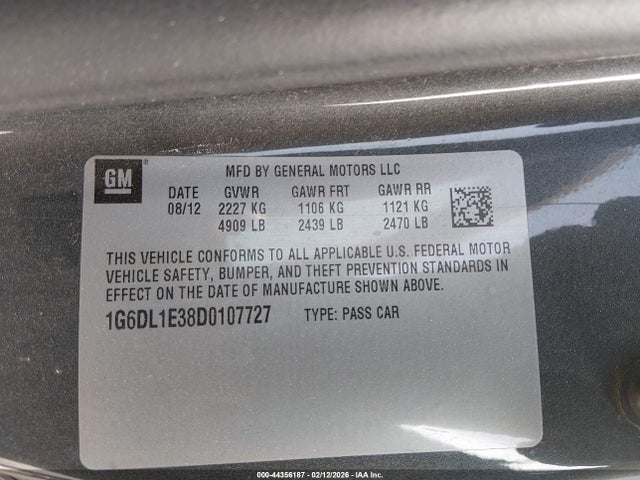 GM ®
MFD BY GENERAL MOTORS LLC
DATE GVWR GAWR FRT GAWR RR
08/12 2227 KG 1106 KG 1121 KG
4909 LB 2439 LB 2470 LB
THIS VEHICLE CONFORMS TO ALL APPLICABLE U.S. FEDERAL MOTOR
VEHICLE SAFETY, BUMPER, AND THEFT PREVENTION STANDARDS IN
EFFECT ON THE DATE OF MANUFACTURE SHOWN ABOVE.
1G6DL1E38D0107727 TYPE: PASS CAR
000-44356187 - 02/12/2026 - IAA Inc.